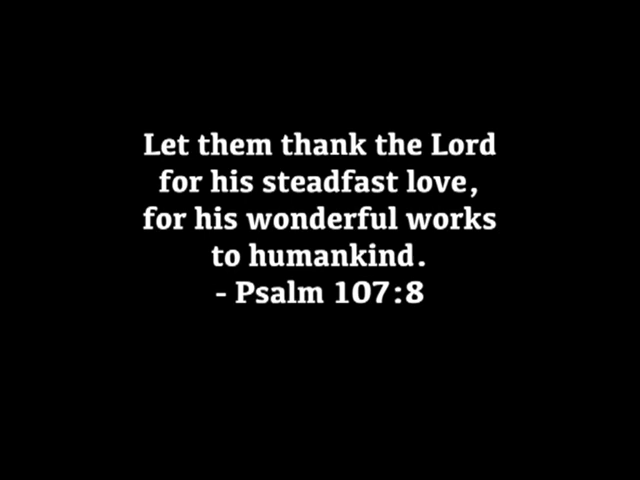 Let them thank the Lord
for his steadfast love,
for his wonderful works
to humankind.
- Psalm 107:8